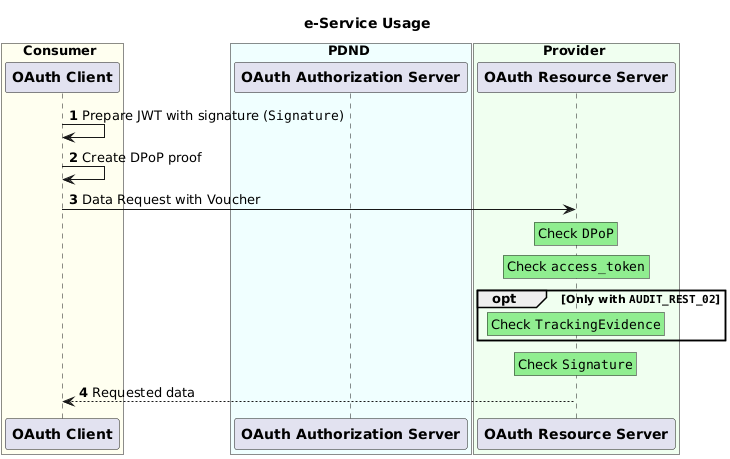 e-Service Usage
Consumer
PDND
Provider
OAuth Client
OAuth Authorization Server
OAuth Resource Server
1 Prepare JWT with signature (Signature)
2 Create DPoP proof
3 Data Request with Voucher
Check DPoP
Check access_token
opt [Only with AUDIT_REST_02]
Check TrackingEvidence
Check Signature
4 Requested data
OAuth Client
OAuth Authorization Server
OAuth Resource Server